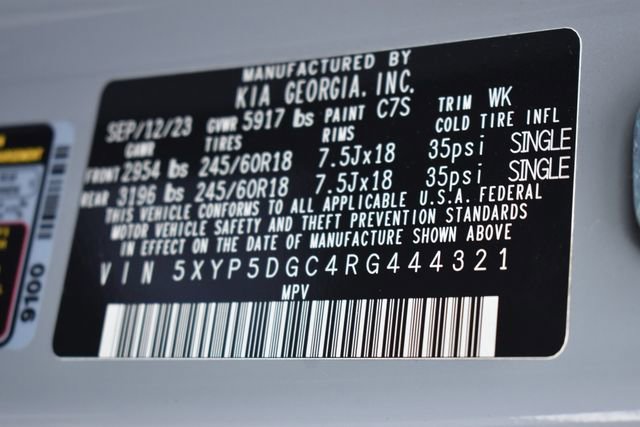 MANUFACTURED BY
KIA GEORGIA, INC.
SEP/12/23 GVWR 5917 lbs PAINT C7S TRIM WK
GAWR TIRES RIMS COLD TIRE INFL
FRONT 2954 lbs 245/60R18 7.5Jx18 35psi SINGLE
REAR 3196 lbs 245/60R18 7.5Jx18 35psi SINGLE
THIS VEHICLE CONFORMS TO ALL APPLICABLE U.S.A. FEDERAL
MOTOR VEHICLE SAFETY AND THEFT PREVENTION STANDARDS
IN EFFECT ON THE DATE OF MANUFACTURE SHOWN ABOVE
VIN 5XYP5DGC4RG444321
MPV
9100